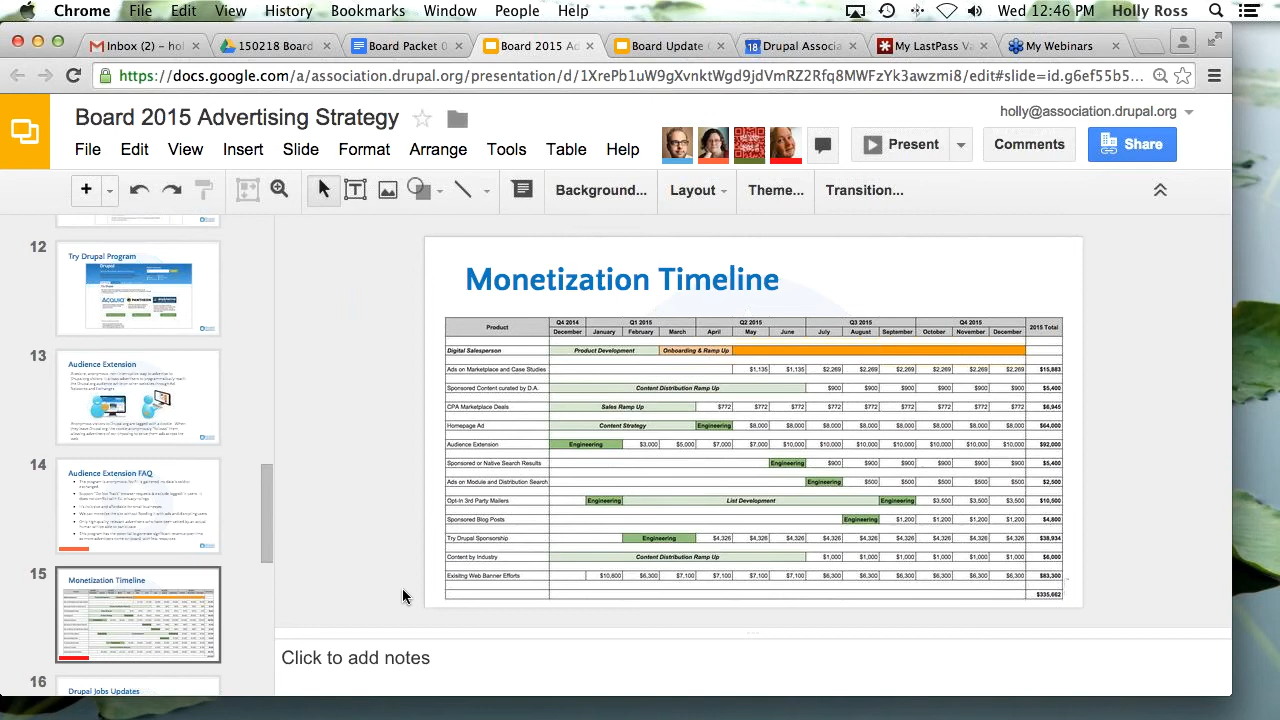 Chrome File Edit View History Bookmarks Window People Help Wed 12:46 PM Holly Ross
Inbox (2) – hol × 150218 Board × Board Packet 0 × Board 2015 Ad × Board Update × 18 Drupal Associa × My LastPass Va × My Webinars ×
https://docs.google.com/a/association.drupal.org/presentation/d/1XrePb1uW9gXvnktWgd9jdVmRZ2Rfq8MWFzYk3awzmi8/edit#slide=id.g6ef55b5...
Board 2015 Advertising Strategy
holly@association.drupal.org
File Edit View Insert Slide Format Arrange Tools Table Help
Present Comments Share
Background... Layout Theme... Transition...
12
Try Drupal Program
13
Audience Extension
14
Audience Extension FAQ
15
Monetization Timeline
16
Drupal Jobs Updates
Monetization Timeline
Product Q4 2014 Q1 2015 Q2 2015 Q3 2015 Q4 2015 2015 Total
December January February March April May June July August September October November December
Digital Salesperson Product Development Onboarding & Ramp Up
Ads on Marketplace and Case Studies $1,135 $1,135 $2,269 $2,269 $2,269 $2,269 $2,269 $2,269 $15,883
Sponsored Content curated by D.A. Content Distribution Ramp Up $900 $900 $900 $900 $900 $900 $5,400
CPA Marketplace Deals Sales Ramp Up $772 $772 $772 $772 $772 $772 $772 $772 $772 $6,945
Homepage Ad Content Strategy Engineering $8,000 $8,000 $8,000 $8,000 $8,000 $8,000 $8,000 $8,000 $64,000
Audience Extension Engineering $3,000 $5,000 $7,000 $7,000 $10,000 $10,000 $10,000 $10,000 $10,000 $10,000 $10,000 $92,000
Sponsored or Native Search Results Engineering $900 $900 $900 $900 $900 $900 $5,400
Ads on Module and Distribution Search Engineering $500 $500 $500 $500 $500 $2,500
Opt-In 3rd Party Mailers Engineering List Development Engineering $3,500 $3,500 $3,500 $10,500
Sponsored Blog Posts Engineering $1,200 $1,200 $1,200 $1,200 $4,800
Try Drupal Sponsorship Engineering $4,326 $4,326 $4,326 $4,326 $4,326 $4,326 $4,326 $4,326 $4,326 $38,934
Content by Industry Content Distribution Ramp Up $1,000 $1,000 $1,000 $1,000 $1,000 $1,000 $6,000
Existing Web Banner Efforts $10,600 $6,300 $7,100 $7,100 $7,100 $7,100 $6,300 $6,300 $6,300 $6,300 $6,300 $6,300 $83,300
$335,662
Click to add notes